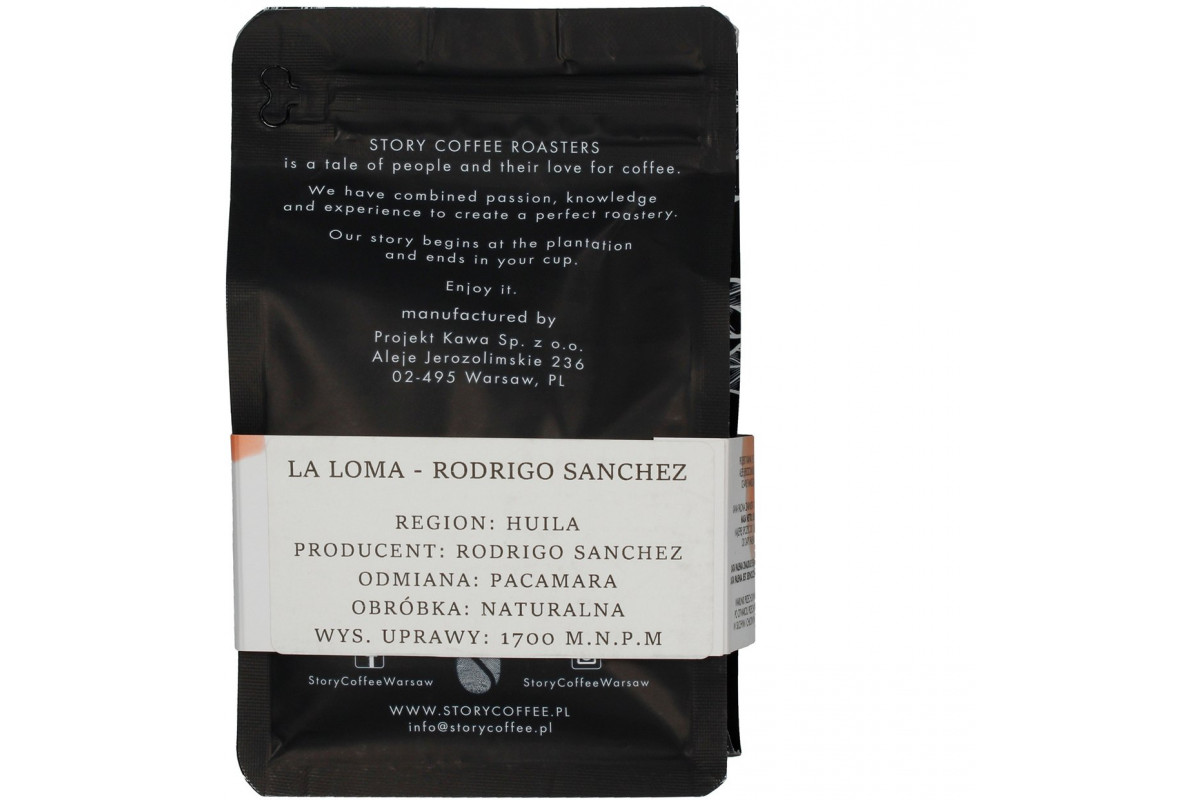 STORY COFFEE ROASTERS
is a tale of people and their love for coffee.
We have combined passion, knowledge
and experience to create a perfect roastery.
Our story begins at the plantation
and ends in your cup.
Enjoy it.
manufactured by
Projekt Kawa Sp. z o.o.
Aleje Jerozolimskie 236
02-495 Warsaw, PL
LA LOMA - RODRIGO SANCHEZ
REGION: HUILA
PRODUCENT: RODRIGO SANCHEZ
ODMIANA: PACAMARA
OBRÓBKA: NATURALNA
WYS. UPRAWY: 1700 M.N.P.M
StoryCoffeeWarsaw
StoryCoffeeWarsaw
WWW.STORYCOFFEE.PL
info@storycoffee.pl